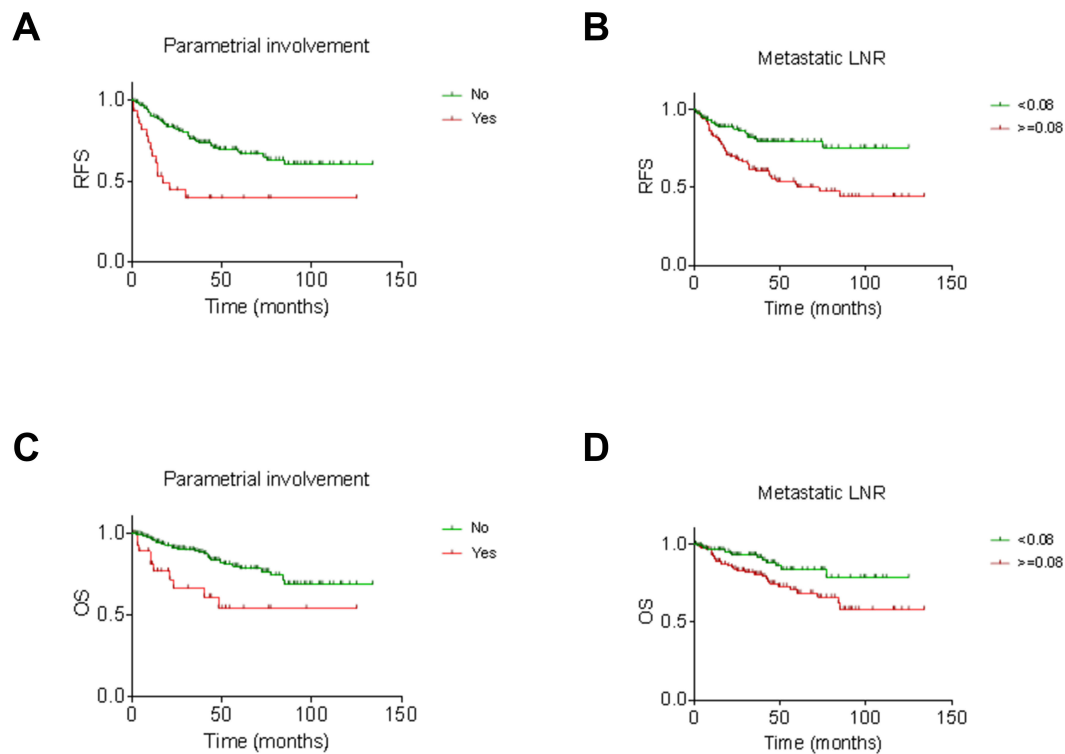 A
Parametrial involvement
No
Yes
1.0
0.5
0.0
RFS
0 50 100 150
Time (months)
B
Metastatic LNR
<0.08
>=0.08
1.0
0.5
0.0
RFS
0 50 100 150
Time (months)
C
Parametrial involvement
No
Yes
1.0
0.5
0.0
OS
0 50 100 150
Time (months)
D
Metastatic LNR
<0.08
>=0.08
1.0
0.5
0.0
OS
0 50 100 150
Time (months)